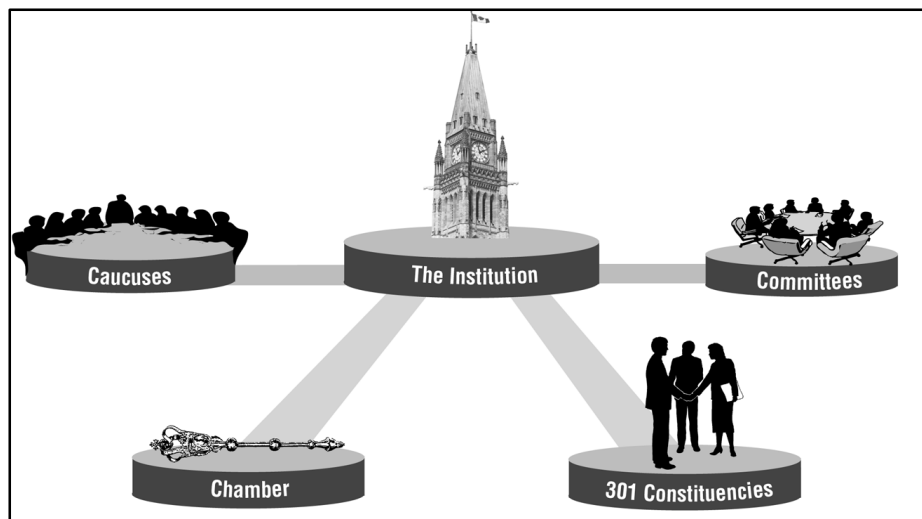 The Institution
Caucuses
Committees
Chamber
301 Constituencies